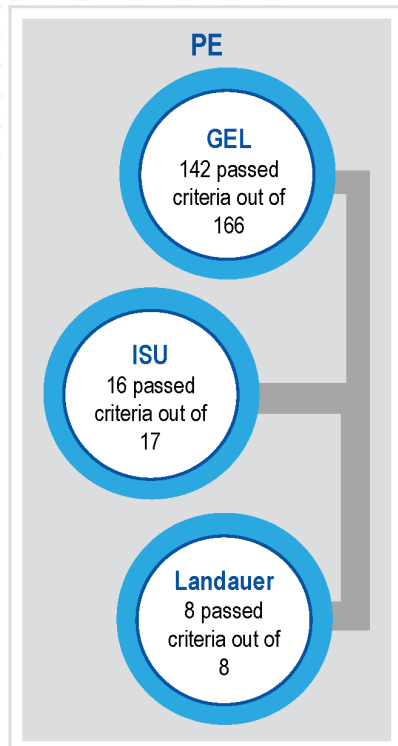 PE
GEL
142 passed
criteria out of
166
ISU
16 passed
criteria out of
17
Landauer
8 passed
criteria out of
8